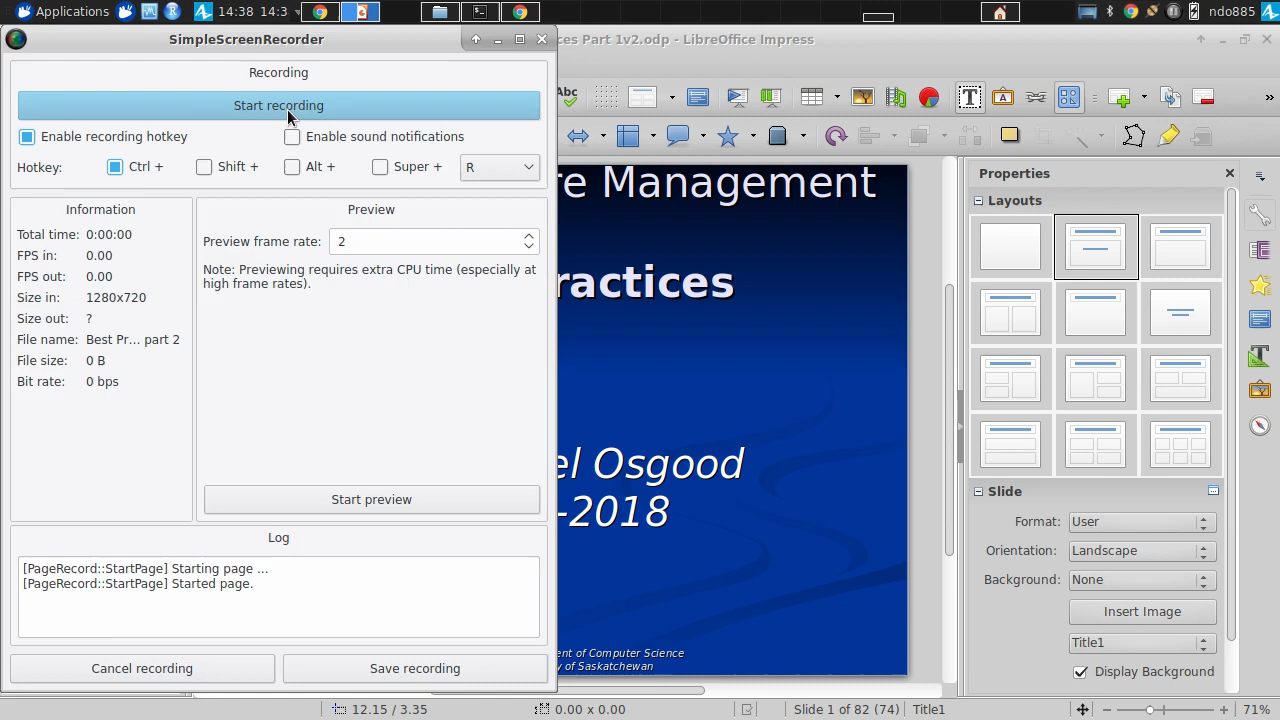 Applications 14:38 14:3 ndo885
SimpleScreenRecorder
ces Part 1v2.odp - LibreOffice Impress
Recording
Start recording
Enable recording hotkey Enable sound notifications
Hotkey: Ctrl + Shift + Alt + Super + R
Information
Total time: 0:00:00
FPS in: 0.00
FPS out: 0.00
Size in: 1280x720
Size out: ?
File name: Best Pr... part 2
File size: 0 B
Bit rate: 0 bps
Preview
Preview frame rate: 2
Note: Previewing requires extra CPU time (especially at
high frame rates).
Start preview
Log
[PageRecord::StartPage] Starting page ...
[PageRecord::StartPage] Started page.
Cancel recording Save recording
Abc
re Management
ractices
el Osgood
-2018
ent of Computer Science
y of Saskatchewan
Properties
Layouts
Slide
Format: User
Orientation: Landscape
Background: None
Insert Image
Title1
Display Background
12.15 / 3.35 0.00 x 0.00 Slide 1 of 82 (74) Title1 71%